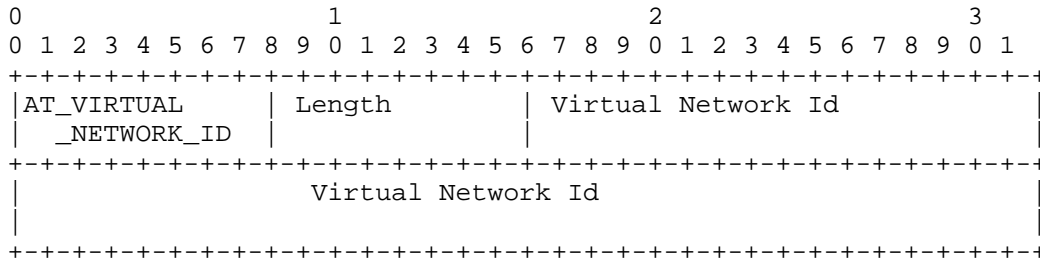 0                   1                   2                   3
0 1 2 3 4 5 6 7 8 9 0 1 2 3 4 5 6 7 8 9 0 1 2 3 4 5 6 7 8 9 0 1
+-+-+-+-+-+-+-+-+-+-+-+-+-+-+-+-+-+-+-+-+-+-+-+-+-+-+-+-+-+-+-+-+
|AT_VIRTUAL     | Length        | Virtual Network Id            |
|  _NETWORK_ID  |               |                               |
+-+-+-+-+-+-+-+-+-+-+-+-+-+-+-+-+-+-+-+-+-+-+-+-+-+-+-+-+-+-+-+-+
|                  Virtual Network Id                           |
|                                                               |
+-+-+-+-+-+-+-+-+-+-+-+-+-+-+-+-+-+-+-+-+-+-+-+-+-+-+-+-+-+-+-+-+